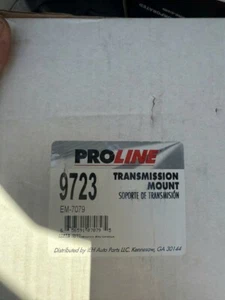 PROLINE
9723
TRANSMISSION
MOUNT
SOPORTE DE TRANSMISIÓN
EM-7079
Distributed by Auto Parts LLC. Kennesaw, GA 30144